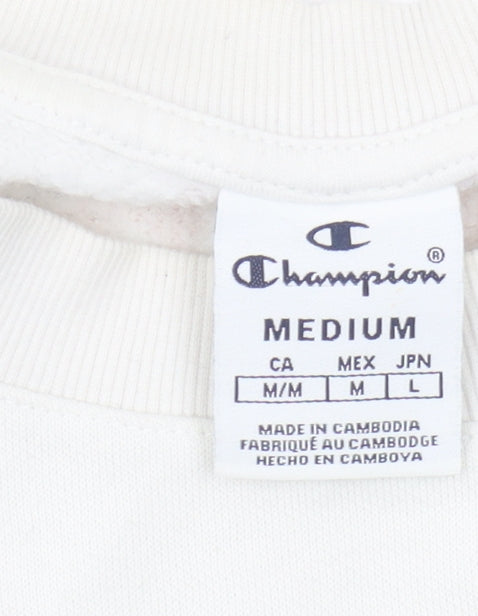 Champion®
MEDIUM
CA MEX JPN
M/M M L
MADE IN CAMBODIA
FABRIQUÉ AU CAMBODGE
HECHO EN CAMBOYA